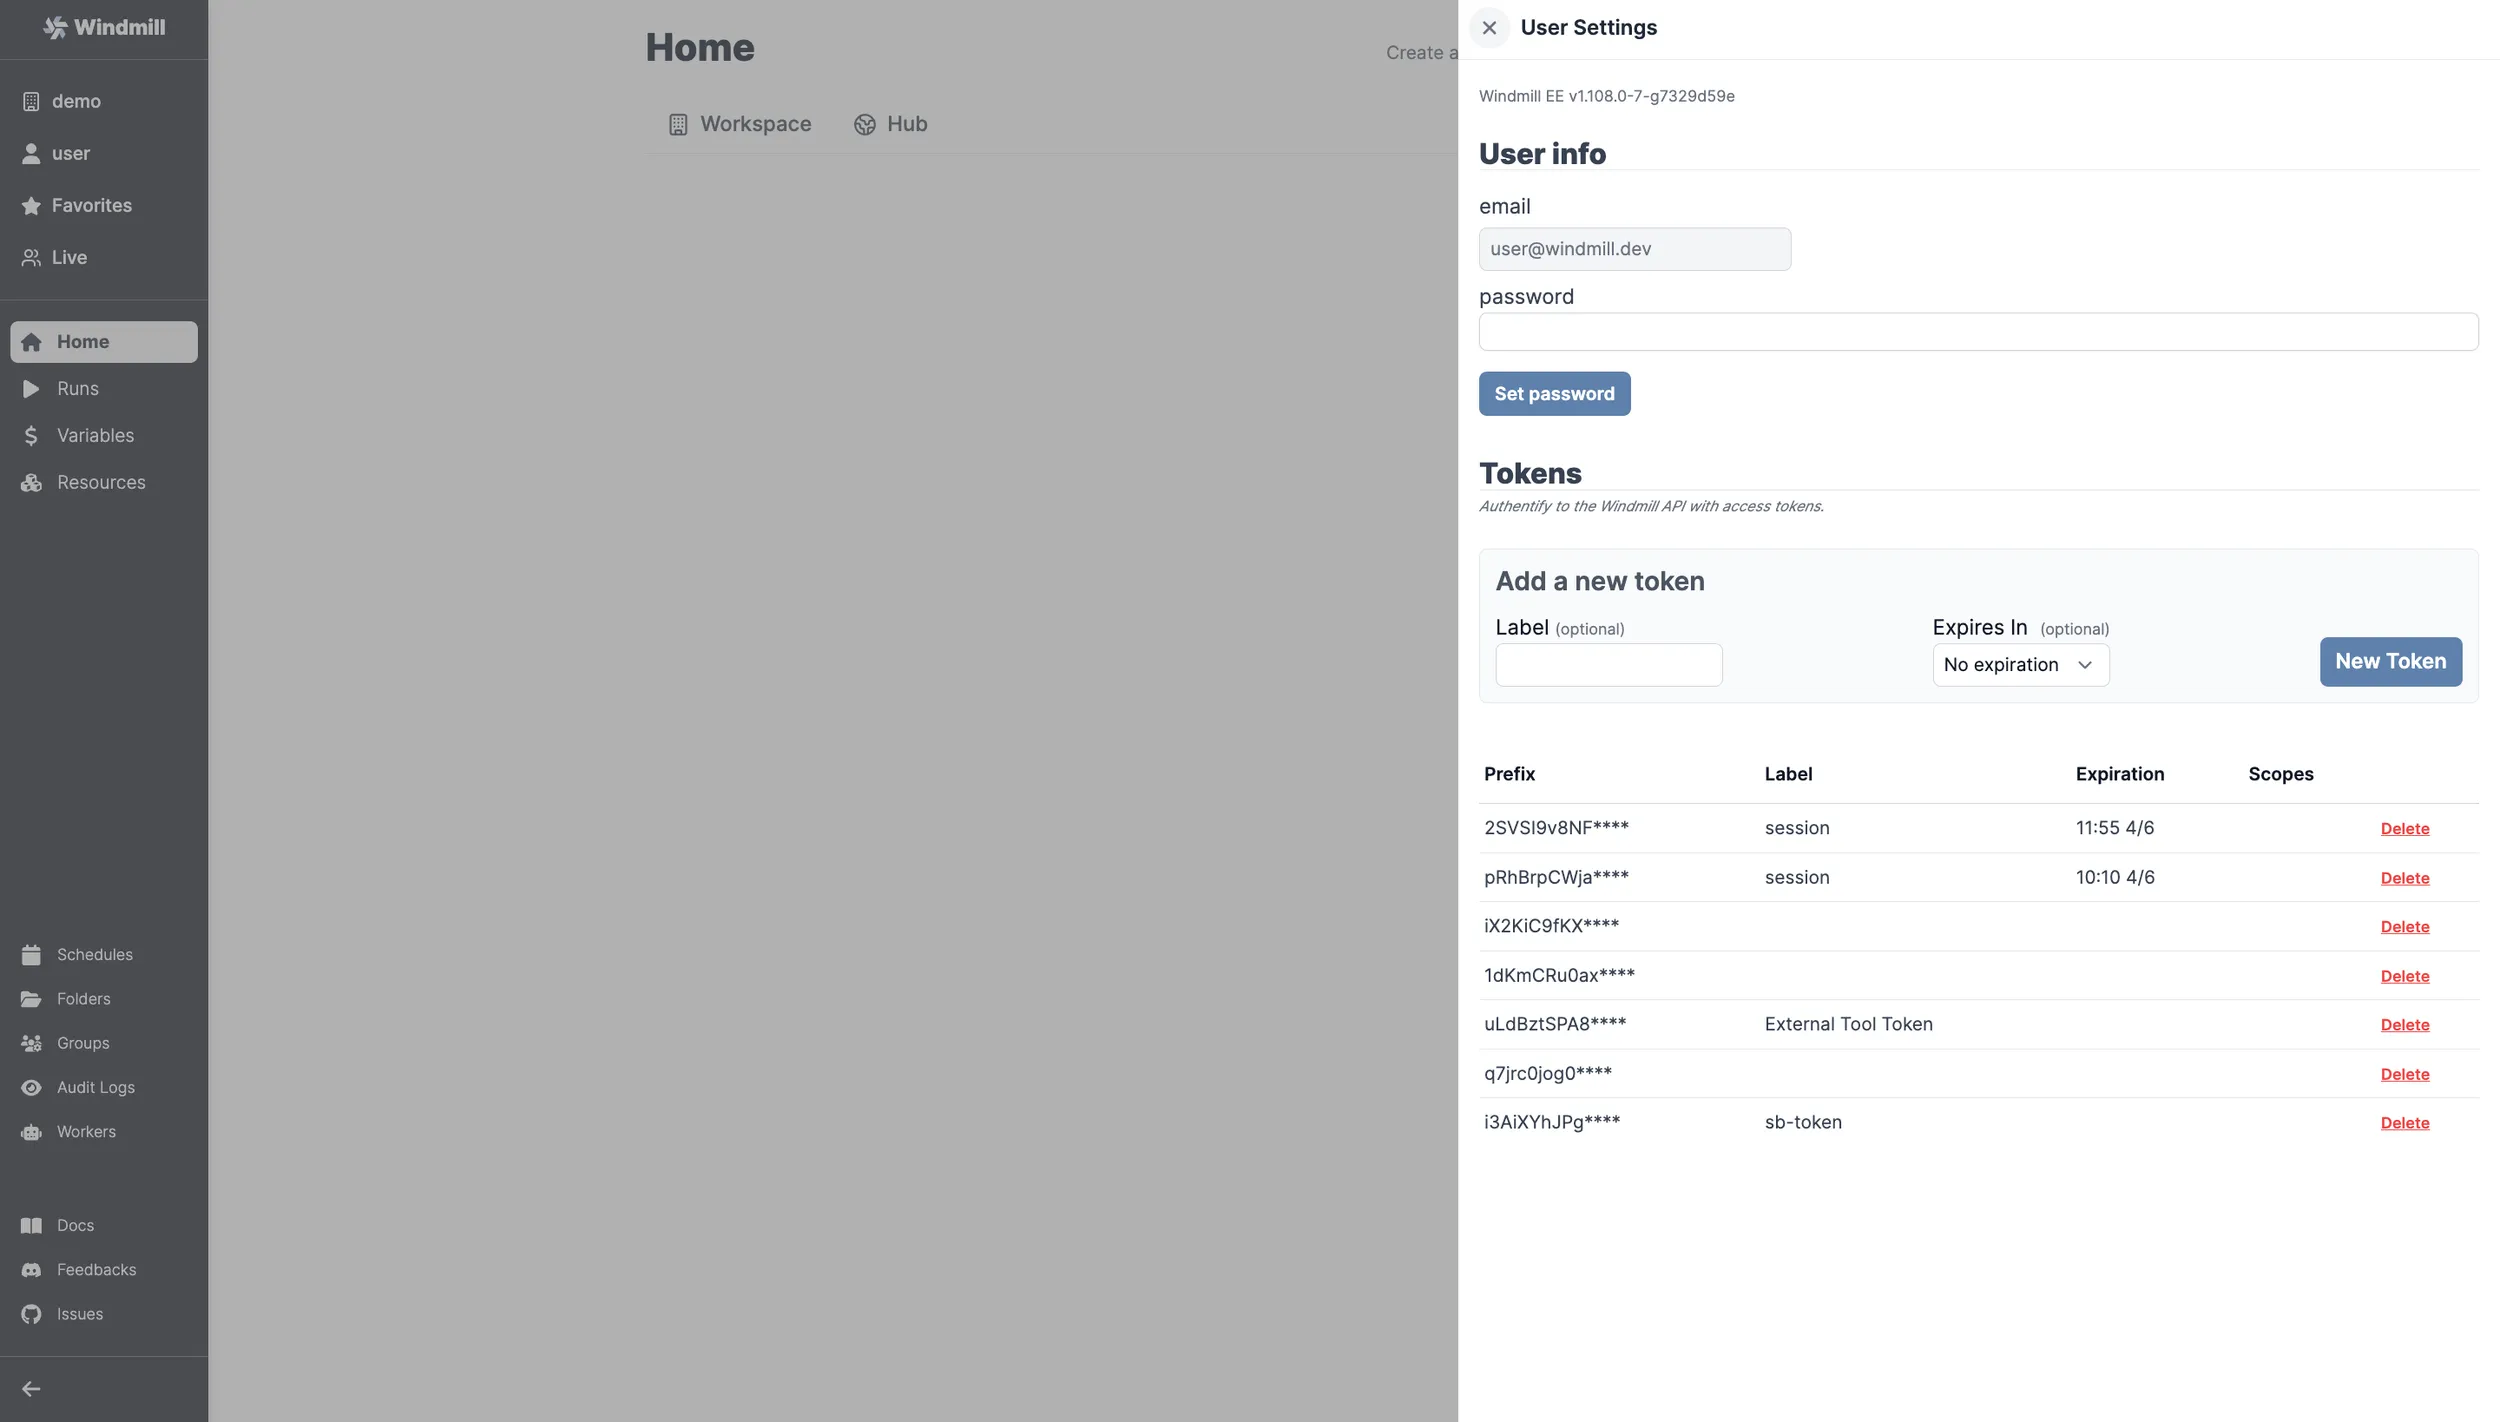 Windmill
demo
user
Favorites
Live
Home
Runs
Variables
Resources
Schedules
Folders
Groups
Audit Logs
Workers
Docs
Feedbacks
Issues
Home
Create a
Workspace
Hub
User Settings
Windmill EE v1.108.0-7-g7329d59e
User info
email
user@windmill.dev
password
Set password
Tokens
Authentify to the Windmill API with access tokens.
Add a new token
Label (optional)
Expires In (optional)
No expiration
New Token
Prefix Label Expiration Scopes
2SVSI9v8NF**** session 11:55 4/6 Delete
pRhBrpCWja**** session 10:10 4/6 Delete
iX2KiC9fKX**** Delete
1dKmCRu0ax**** Delete
uLdBztSPA8**** External Tool Token Delete
q7jrc0jog0**** Delete
i3AiXYhJPg**** sb-token Delete